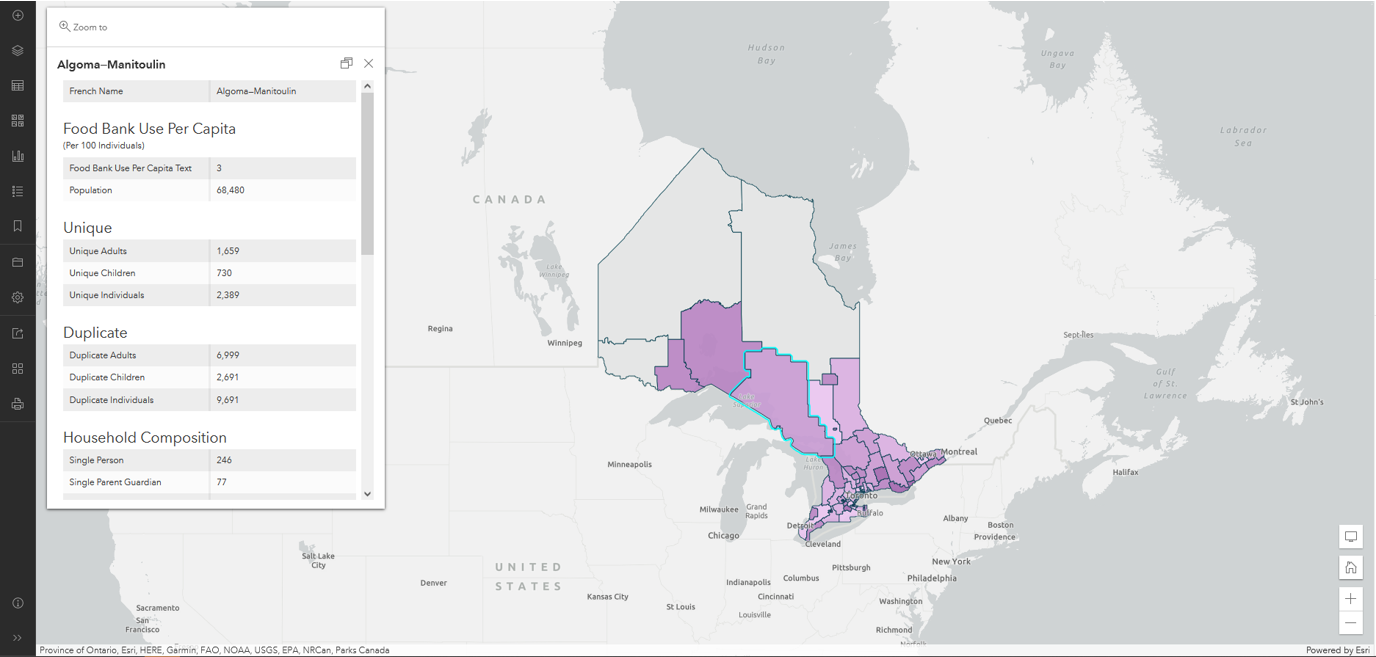 Zoom to
Algoma–Manitoulin
French Name Algoma–Manitoulin
Food Bank Use Per Capita
(Per 100 Individuals)
Food Bank Use Per Capita Text 3
Population 68,480
Unique
Unique Adults 1,659
Unique Children 730
Unique Individuals 2,389
Duplicate
Duplicate Adults 6,999
Duplicate Children 2,691
Duplicate Individuals 9,691
Household Composition
Single Person 246
Single Parent Guardian 77
Hudson
Bay
Ungava
Bay
Labrador
Sea
CANADA
James
Bay
Lake
Winnipeg
Regina
Winnipeg
Sept-Îles
Gulf
of St.
Lawrence
St John's
Lake
Superior
Quebec
Ottawa
Montreal
Lake
Huron
Minneapolis
Halifax
Toronto
Milwaukee
Grand
Rapids
Buffalo
Detroit
Albany
Boston
Providence
Chicago
Cleveland
Salt Lake
City
UNITED
STATES
New York
Pittsburgh
Philadelphia
Denver
Indianapolis
Columbus
Kansas City
Cincinnati
St Louis
Louisville
Washington
Sacramento
San
Francisco
Richmond
Norfolk
Province of Ontario, Esri, HERE, Garmin, FAO, NOAA, USGS, EPA, NRCan, Parks Canada
Powered by Esri